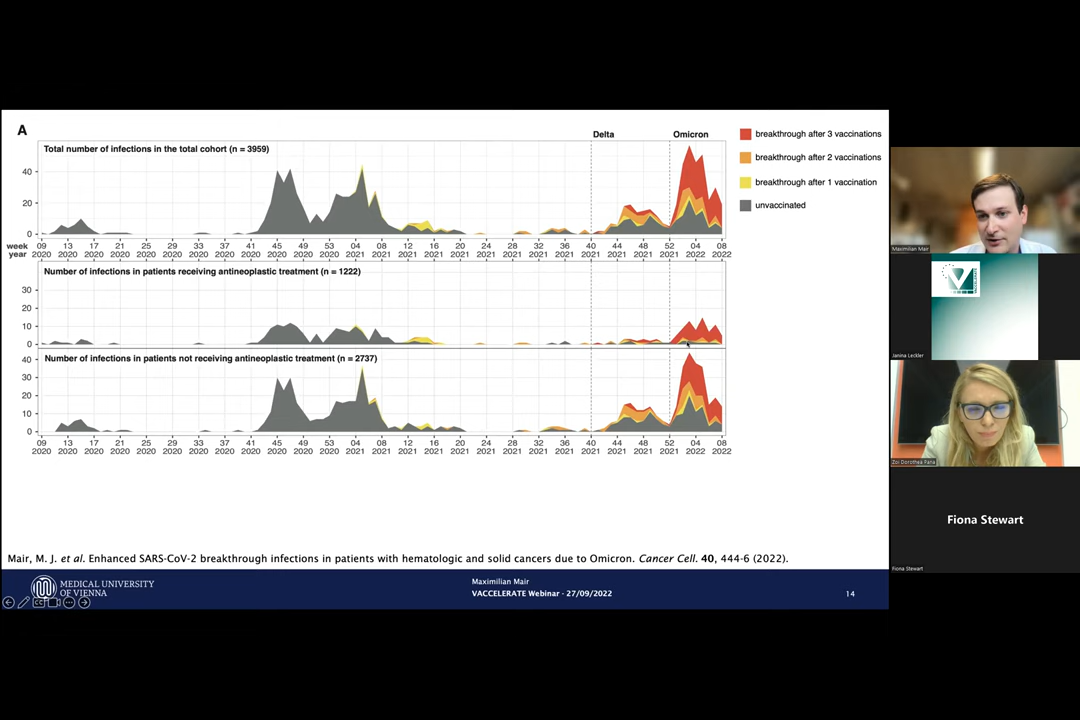 A
Delta
Omicron
breakthrough after 3 vaccinations
breakthrough after 2 vaccinations
breakthrough after 1 vaccination
unvaccinated
Total number of infections in the total cohort (n = 3959)
40
20
0
week 09 13 17 21 25 29 33 37 41 45 49 53 04 08 12 16 20 24 28 32 36 40 44 48 52 04 08
year 2020 2020 2020 2020 2020 2020 2020 2020 2020 2020 2020 2020 2021 2021 2021 2021 2021 2021 2021 2021 2021 2021 2021 2021 2021 2022 2022
Number of infections in patients receiving antineoplastic treatment (n = 1222)
30
20
10
0
Number of infections in patients not receiving antineoplastic treatment (n = 2737)
40
30
20
10
0
09 13 17 21 25 29 33 37 41 45 49 53 04 08 12 16 20 24 28 32 36 40 44 48 52 04 08
2020 2020 2020 2020 2020 2020 2020 2020 2020 2020 2020 2020 2021 2021 2021 2021 2021 2021 2021 2021 2021 2021 2021 2021 2021 2022 2022
Mair, M. J. et al. Enhanced SARS-CoV-2 breakthrough infections in patients with hematologic and solid cancers due to Omicron. Cancer Cell. 40, 444-6 (2022).
MEDICAL UNIVERSITY
OF VIENNA
Maximilian Mair
VACCELERATE Webinar - 27/09/2022
14
Maximilian Mair
Janina Leckler
Zoi Dorothea Pana
Fiona Stewart
Fiona Stewart